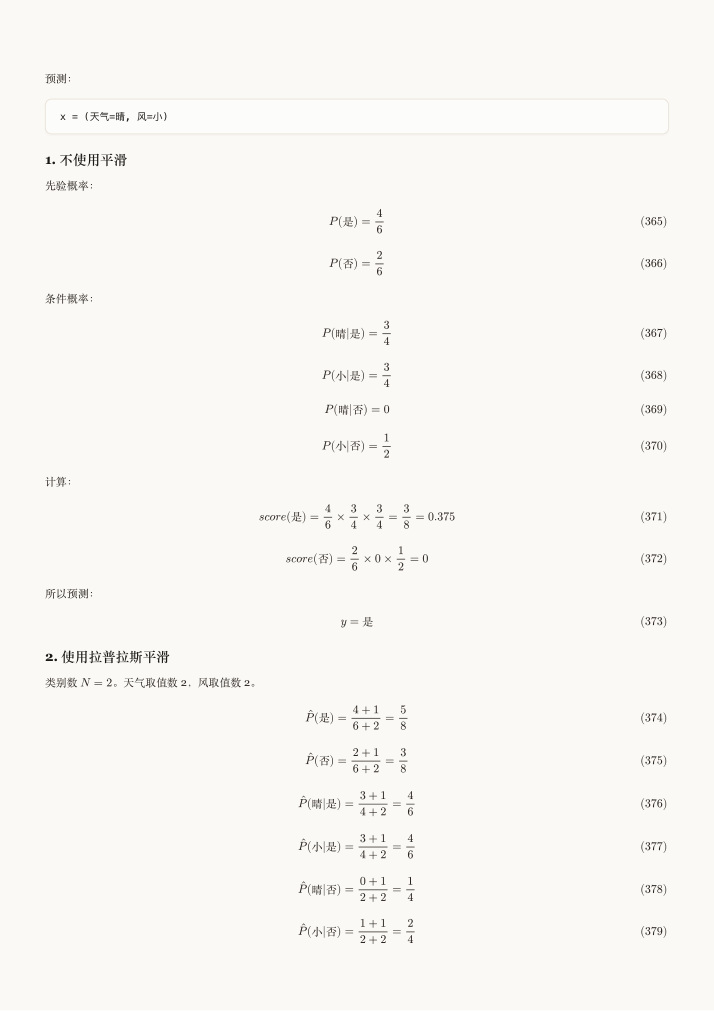 预测：
x = (天气=晴, 风=小)
1. 不使用平滑
先验概率：
P(是) = 4/6 (365)
P(否) = 2/6 (366)
条件概率：
P(晴|是) = 3/4 (367)
P(小|是) = 3/4 (368)
P(晴|否) = 0 (369)
P(小|否) = 1/2 (370)
计算：
score(是) = 4/6 × 3/4 × 3/4 = 3/8 = 0.375 (371)
score(否) = 2/6 × 0 × 1/2 = 0 (372)
所以预测：
y = 是 (373)
2. 使用拉普拉斯平滑
类别数 N = 2。天气取值数 2，风取值数 2。
P̂(是) = (4 + 1)/(6 + 2) = 5/8 (374)
P̂(否) = (2 + 1)/(6 + 2) = 3/8 (375)
P̂(晴|是) = (3 + 1)/(4 + 2) = 4/6 (376)
P̂(小|是) = (3 + 1)/(4 + 2) = 4/6 (377)
P̂(晴|否) = (0 + 1)/(2 + 2) = 1/4 (378)
P̂(小|否) = (1 + 1)/(2 + 2) = 2/4 (379)